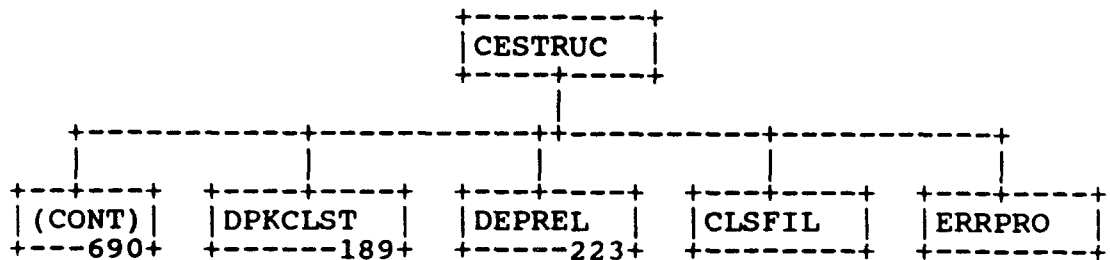 CESTRUC
(CONT) DPKCLST DEPREL CLSFIL ERRPRO
690 189 223